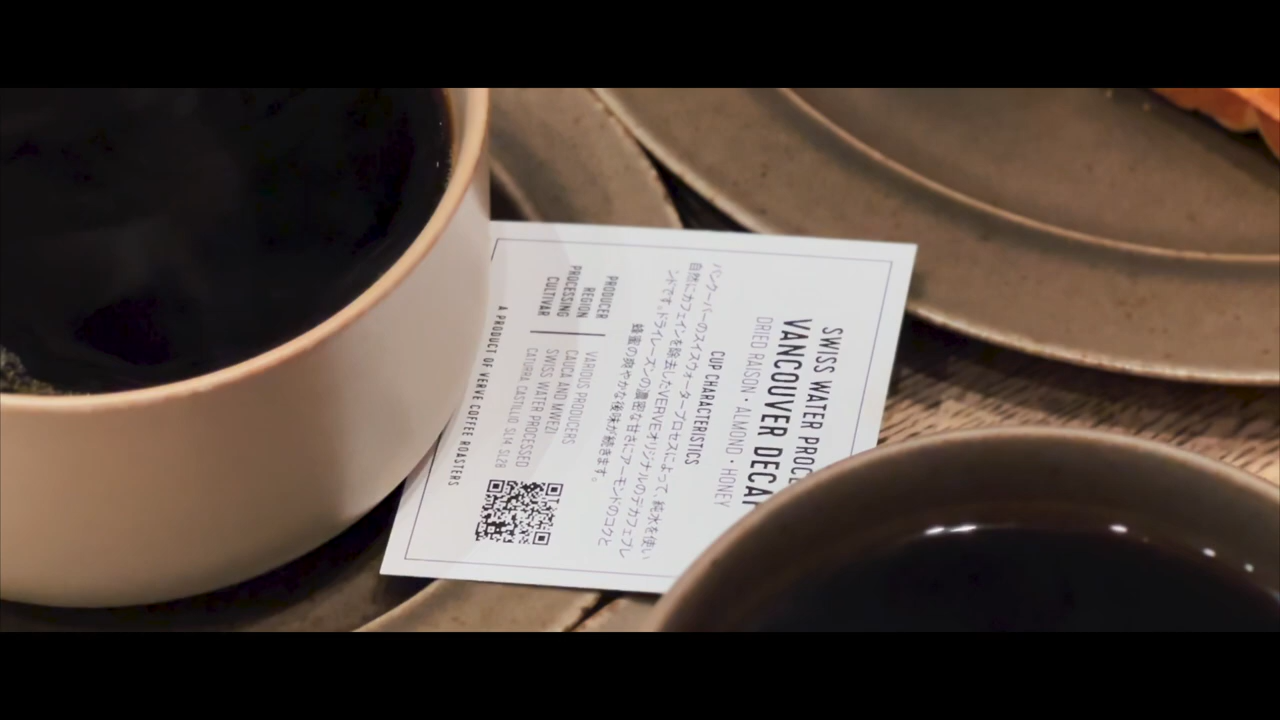 SWISS WATER PROCE
VANCOUVER DECAF
DRIED RAISON・ALMOND・HONEY
CUP CHARACTERISTICS
バンクーバーのスイスウォータープロセスによって、純水を使い
自然にカフェインを除去したVERVEオリジナルのデカフェブレ
ンドです。ドライレーズンの濃密な甘さにアーモンドのコクと
蜂蜜の爽やかな後味が続きます。
PRODUCER VARIOUS PRODUCERS
REGION CAUCA AND MWEZI
PROCESSING SWISS WATER PROCESSED
CULTIVAR CATURRA CASTILLO SL14 SL28
A PRODUCT OF VERVE COFFEE ROASTERS